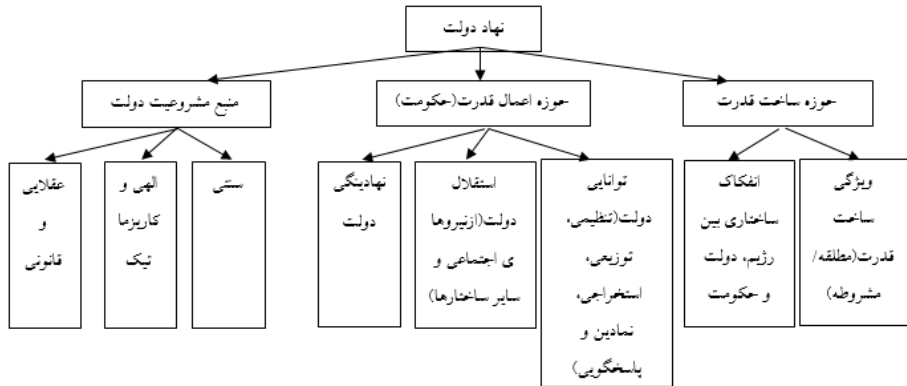 نهاد دولت
حوزه ساخت قدرت
حوزه اعمال قدرت(حکومت)
منبع مشروعیت دولت
ویژگی
ساخت
قدرت(مطلقه/
مشروطه)
انفکاک
ساختاری بین
رژیم، دولت
و حکومت
توانایی
دولت(تنظیمی،
توزیعی،
استخراجی،
نمادین و
پاسخگویی)
استقلال
دولت(ازنیروها
ی اجتماعی و
سایر ساختارها)
نهادینگی
دولت
سنتی
الهی و
کاریزما
تیک
عقلایی
و
قانونی